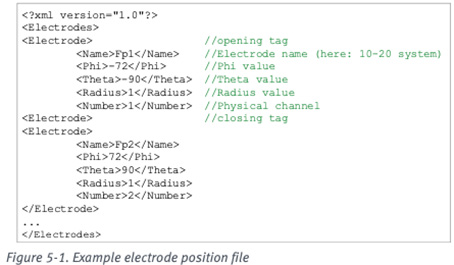 <?xml version="1.0"?>
<Electrodes>
<Electrode> //opening tag
<Name>Fp1</Name> //Electrode name (here: 10-20 system)
<Phi>-72</Phi> //Phi value
<Theta>-90</Theta> //Theta value
<Radius>1</Radius> //Radius value
<Number>1</Number> //Physical channel
<Electrode> //closing tag
<Electrode>
<Name>Fp2</Name>
<Phi>72</Phi>
<Theta>90</Theta>
<Radius>1</Radius>
<Number>2</Number>
</Electrode>
...
</Electrodes>
Figure 5-1. Example electrode position file